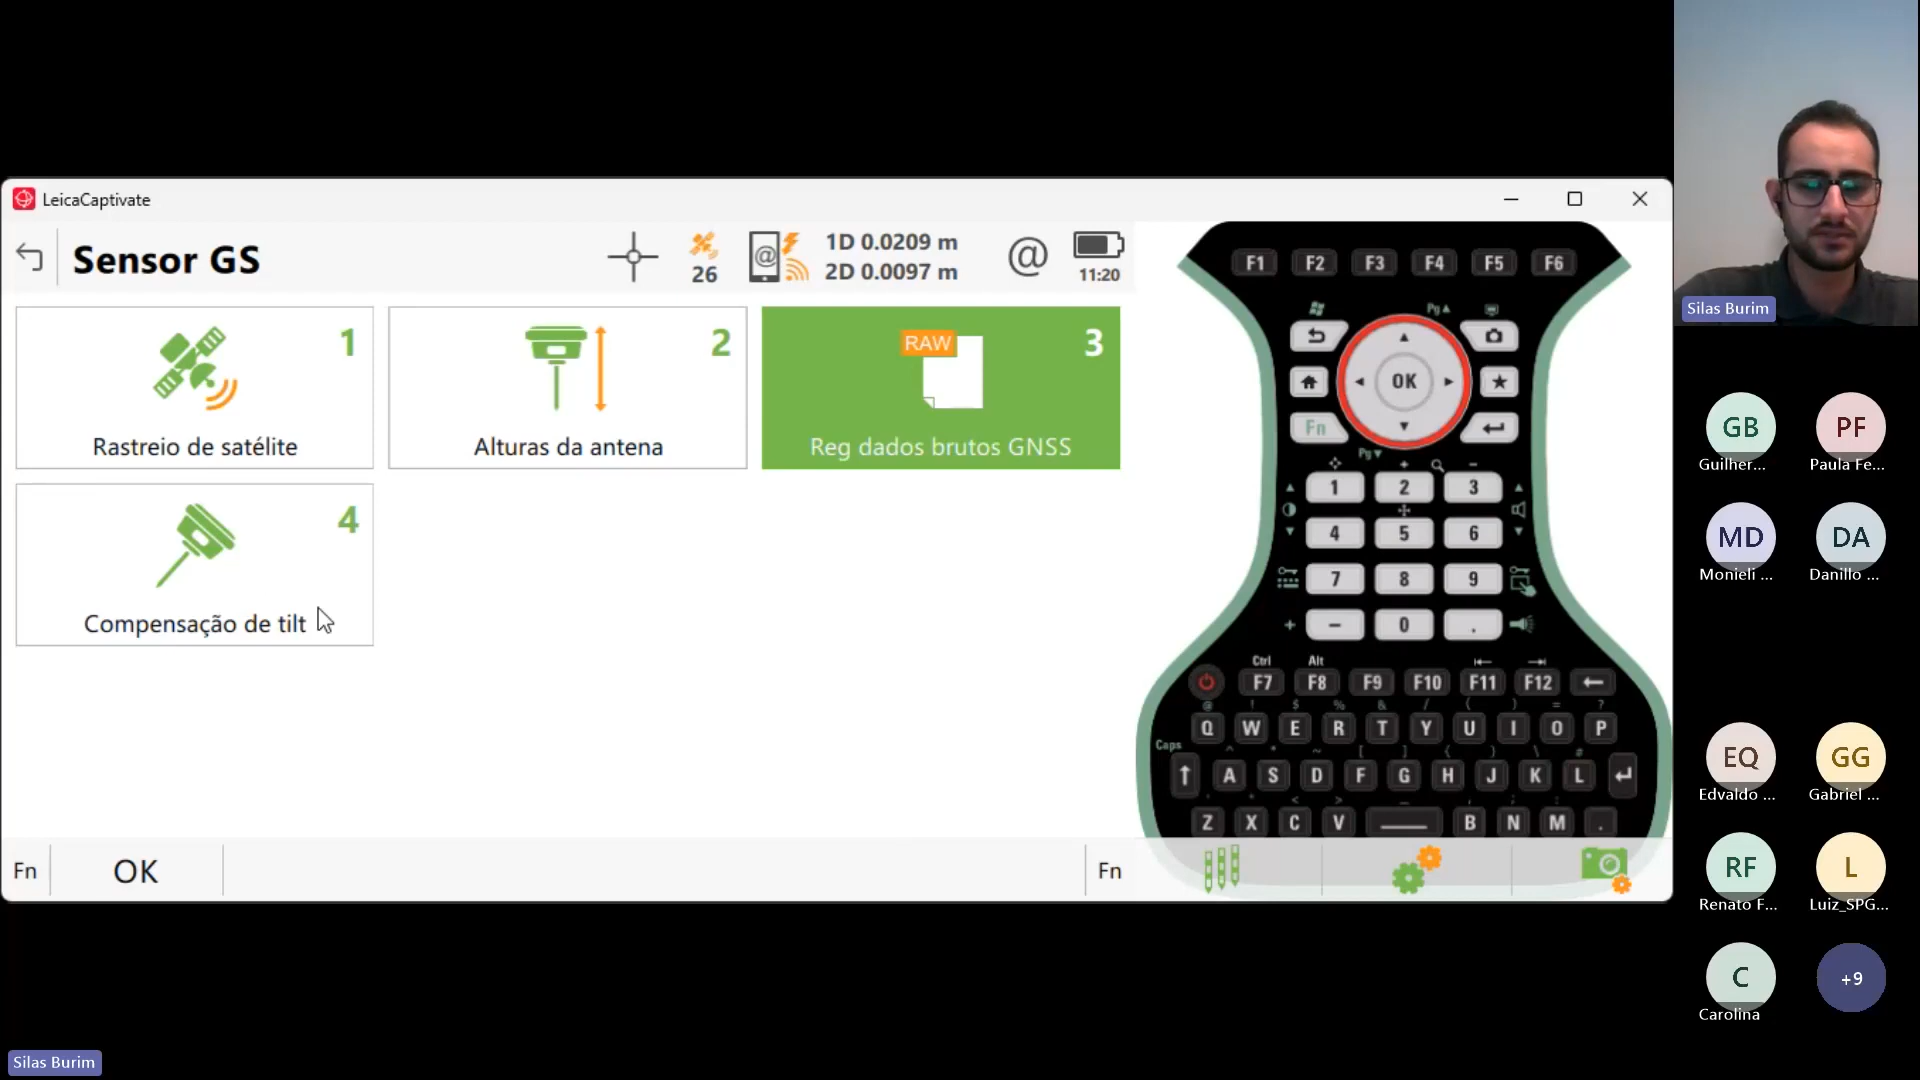 LeicaCaptivate
Sensor GS
26
@
1D 0.0209 m
2D 0.0097 m
@
11:20
1
Rastreio de satélite
2
Alturas da antena
RAW
3
Reg dados brutos GNSS
4
Compensação de tilt
Fn
OK
Fn
F1 F2 F3 F4 F5 F6
Pg
OK
Fn
Pg
+ -
1 2 3
4 5 6
7 8 9
+ - 0 .
Ctrl Alt
F7 F8 F9 F10 F11 F12
@ ! $ % & / ( ) = ?
Q W E R T Y U I O P
Caps
A S D F G H J K L
Z X C V B N M .
Silas Burim
GB
Guilher...
PF
Paula Fe...
MD
Monieli ...
DA
Danillo ...
EQ
Edvaldo ...
GG
Gabriel ...
RF
Renato F...
L
Luiz_SPG...
C
Carolina
+9
Silas Burim